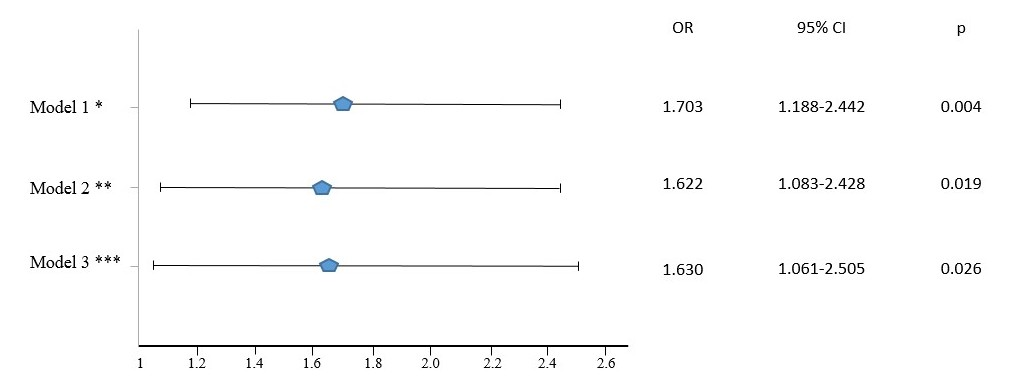 OR 95% CI p
Model 1 * 1.703 1.188-2.442 0.004
Model 2 ** 1.622 1.083-2.428 0.019
Model 3 *** 1.630 1.061-2.505 0.026
1 1.2 1.4 1.6 1.8 2.0 2.2 2.4 2.6